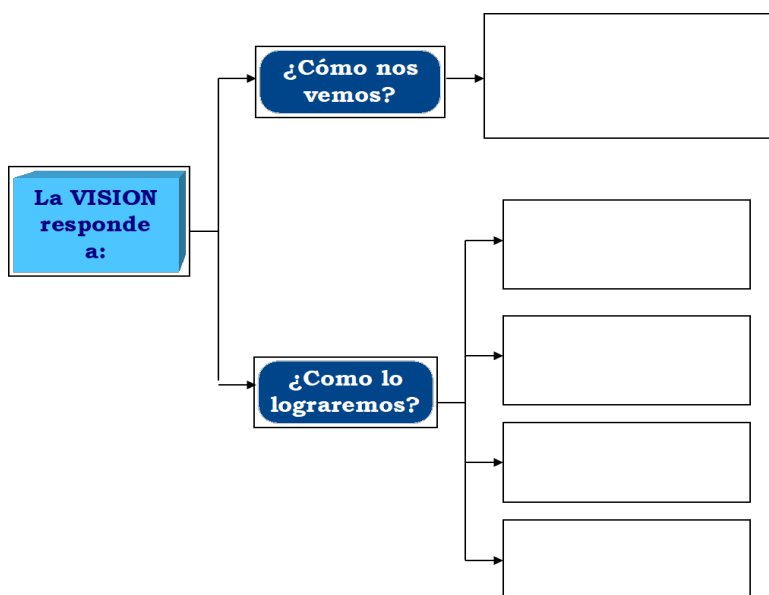 ¿Cómo nos
vemos?
La VISION
responde
a:
¿Como lo
lograremos?